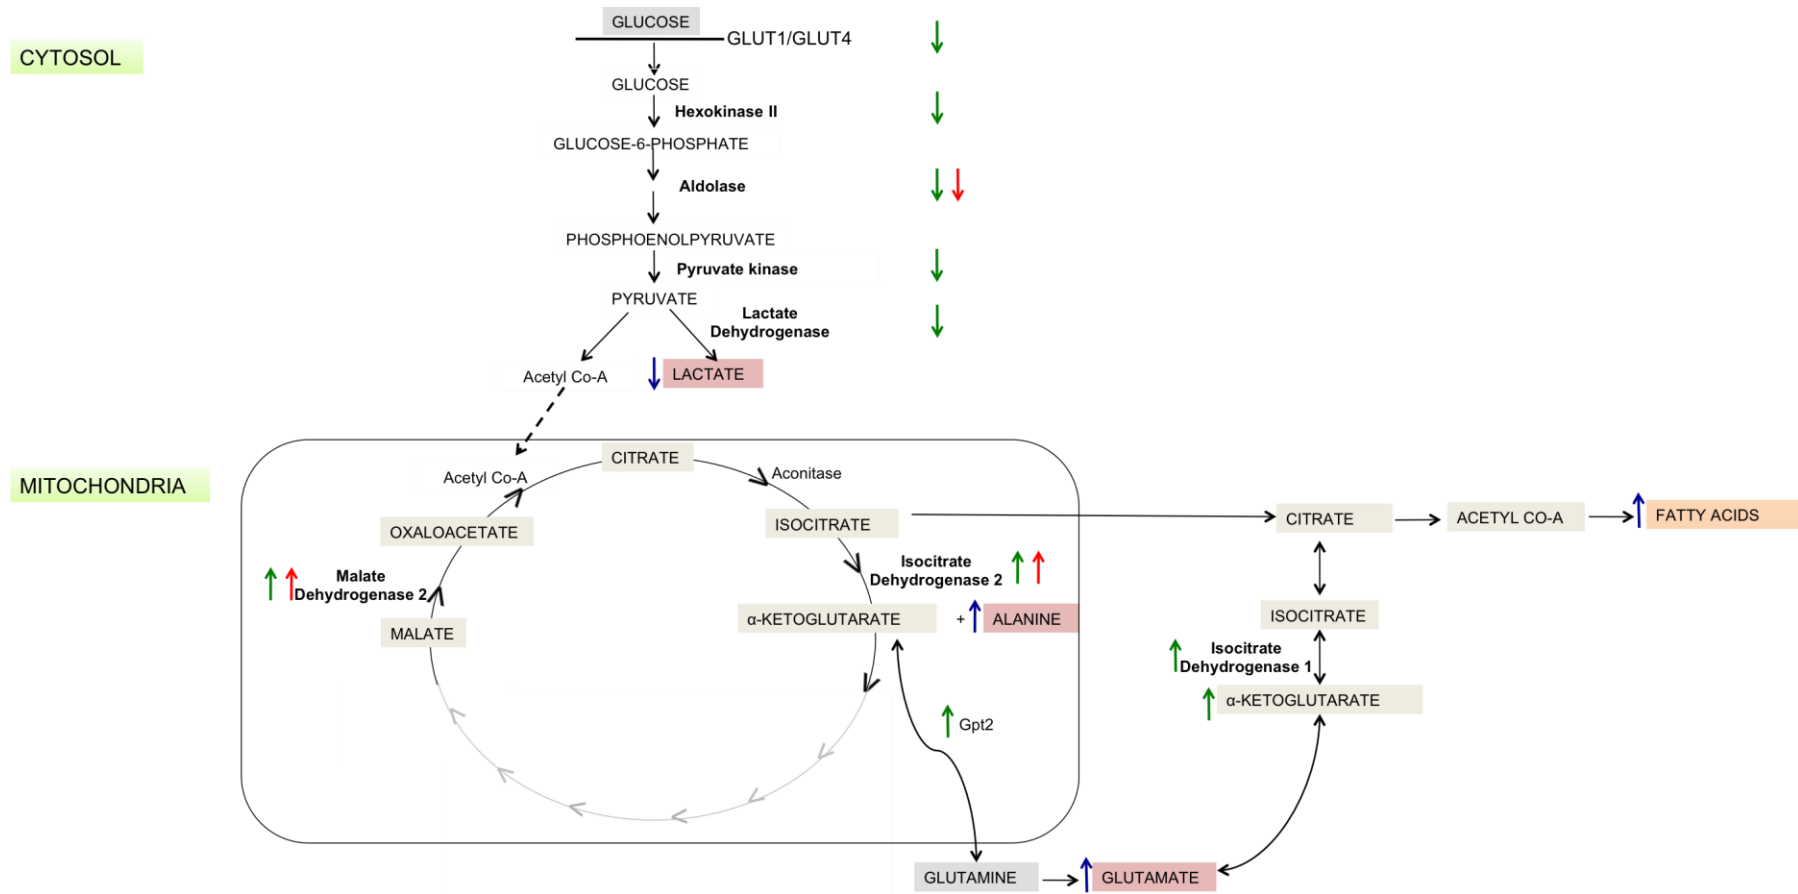 GLUCOSE
GLUT1/GLUT4
CYTOSOL
GLUCOSE
Hexokinase II
GLUCOSE-6-PHOSPHATE
Aldolase
PHOSPHOENOLPYRUVATE
Pyruvate kinase
PYRUVATE
Lactate
Dehydrogenase
Acetyl Co-A
LACTATE
MITOCHONDRIA
CITRATE
Acetyl Co-A
Aconitase
OXALOACETATE
ISOCITRATE
CITRATE
ACETYL CO-A
FATTY ACIDS
Malate
Dehydrogenase 2
Isocitrate
Dehydrogenase 2
MALATE
α-KETOGLUTARATE
+
ALANINE
ISOCITRATE
Isocitrate
Dehydrogenase 1
α-KETOGLUTARATE
Gpt2
GLUTAMINE
GLUTAMATE